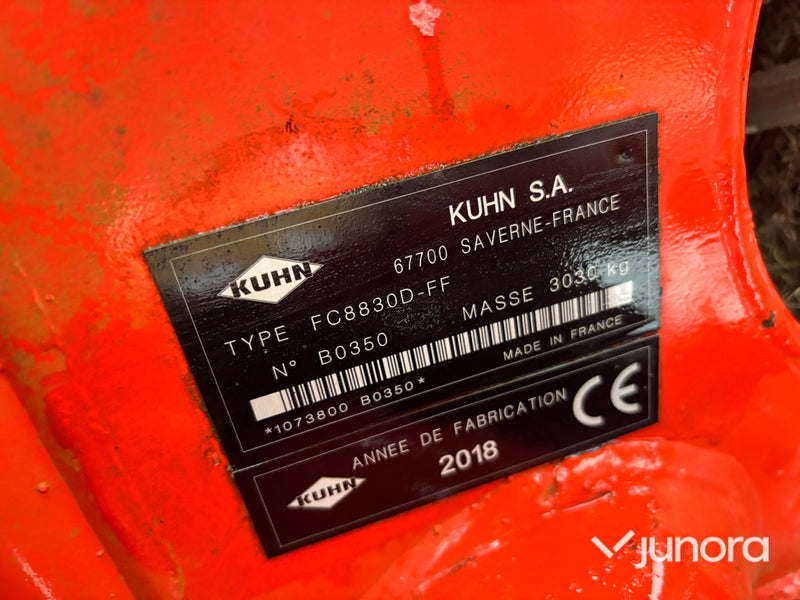 KUHN S.A.
67700 SAVERNE-FRANCE
KUHN
TYPE FC8830D-FF
N° B0350 MASSE 3030 kg
*1073800 B0350* MADE IN FRANCE
KUHN ANNEE DE FABRICATION CE
2018
junora